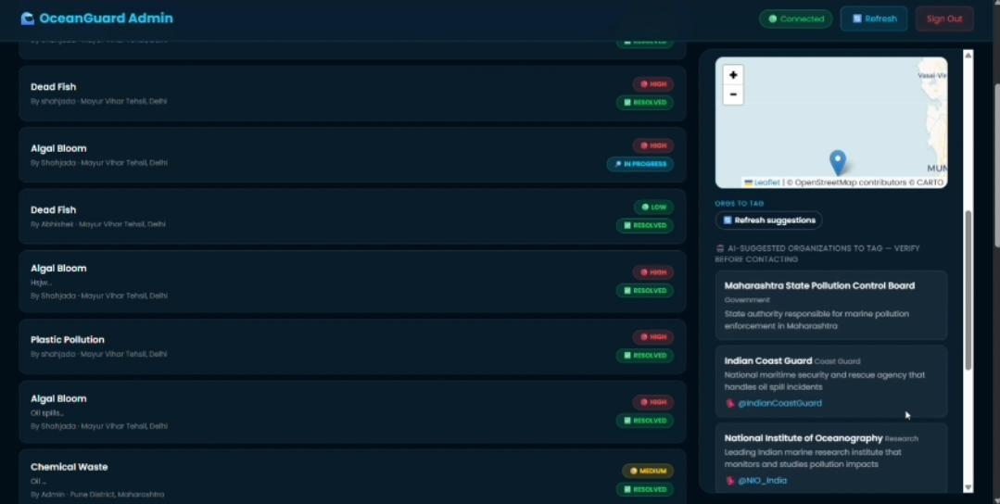 OceanGuard Admin
Connected
Refresh
Sign Out
RESOLVED
Dead Fish
By shahjada · Mayur Vihar Tehsil, Delhi
HIGH
RESOLVED
Algal Bloom
By Shahjada · Mayur Vihar Tehsil, Delhi
HIGH
IN PROGRESS
Dead Fish
By Abhishek · Mayur Vihar Tehsil, Delhi
LOW
RESOLVED
Algal Bloom
Hsjw...
By Shahjada · Mayur Vihar Tehsil, Delhi
HIGH
RESOLVED
Plastic Pollution
By shahjada · Mayur Vihar Tehsil, Delhi
HIGH
RESOLVED
Algal Bloom
Oil spills...
By Shahjada · Mayur Vihar Tehsil, Delhi
HIGH
RESOLVED
Chemical Waste
Oil ...
By Admin · Pune District, Maharashtra
MEDIUM
RESOLVED
+
−
Vasai-Vir
MUM
Leaflet | © OpenStreetMap contributors © CARTO
ORGS TO TAG
Refresh suggestions
AI-SUGGESTED ORGANIZATIONS TO TAG — VERIFY
BEFORE CONTACTING
Maharashtra State Pollution Control Board
Government
State authority responsible for marine pollution
enforcement in Maharashtra
Indian Coast Guard Coast Guard
National maritime security and rescue agency that
handles oil spill incidents
@IndianCoastGuard
National Institute of Oceanography Research
Leading Indian marine research institute that
monitors and studies pollution impacts
@NIO_India